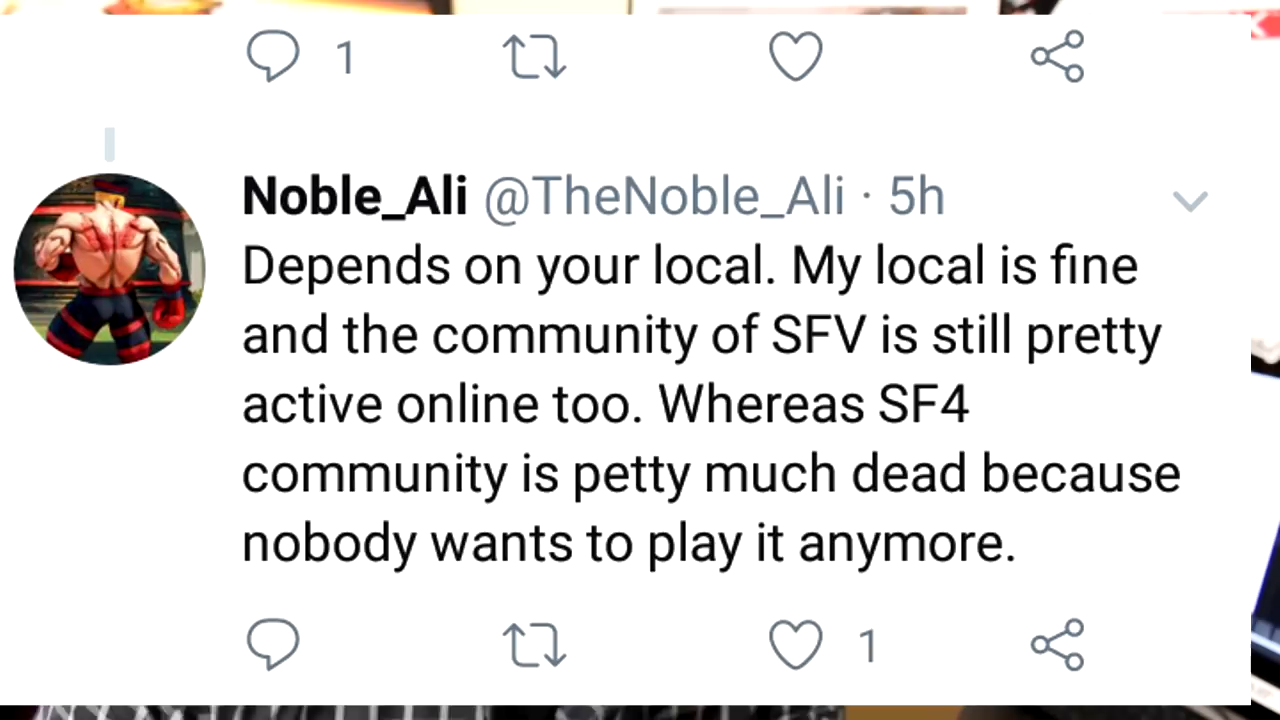 1
Noble_Ali @TheNoble_Ali · 5h
Depends on your local. My local is fine
and the community of SFV is still pretty
active online too. Whereas SF4
community is petty much dead because
nobody wants to play it anymore.
1